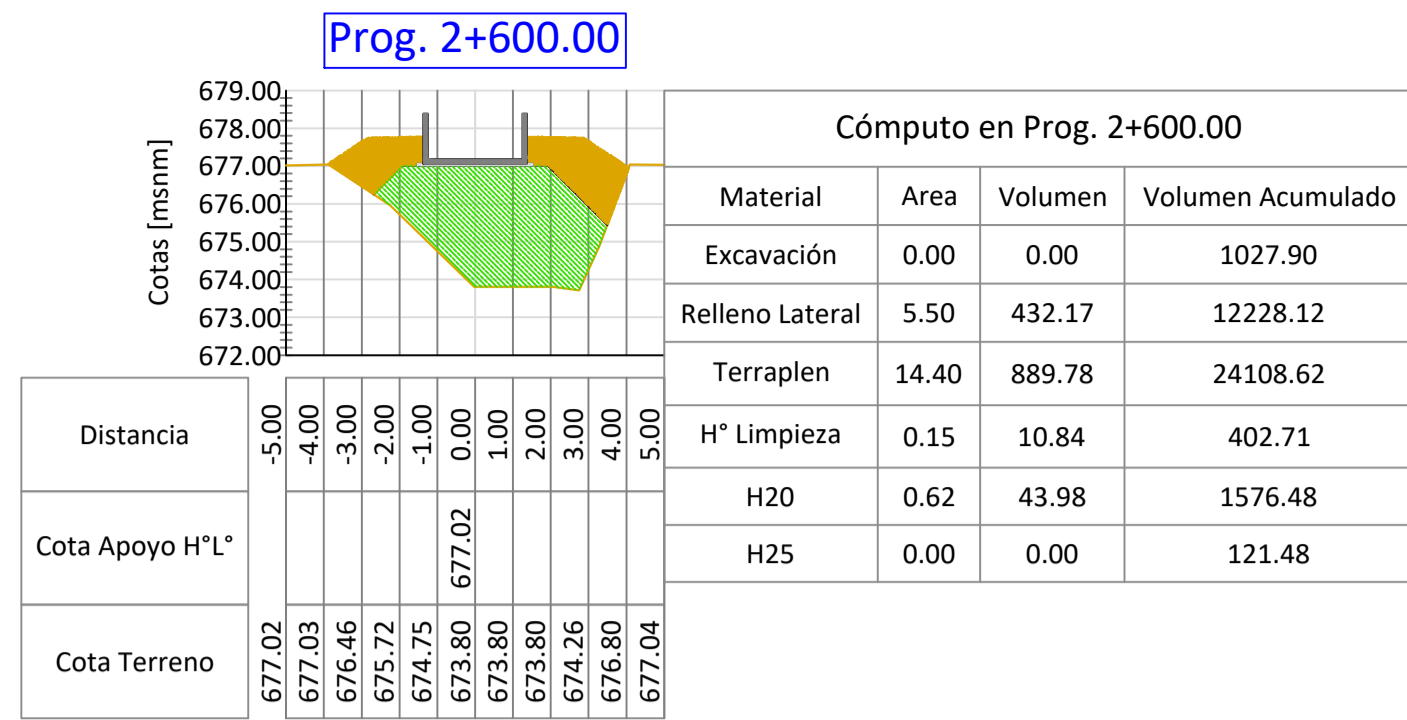 Prog. 2+600.00
Cotas [msnm]
679.00
678.00
677.00
676.00
675.00
674.00
673.00
672.00
Distancia -5.00 -4.00 -3.00 -2.00 -1.00 0.00 1.00 2.00 3.00 4.00 5.00
Cota Apoyo H°L° 677.02
Cota Terreno 677.02 677.03 676.46 675.72 674.75 673.80 673.80 673.80 674.26 676.80 677.04
Cómputo en Prog. 2+600.00
Material Area Volumen Volumen Acumulado
Excavación 0.00 0.00 1027.90
Relleno Lateral 5.50 432.17 12228.12
Terraplen 14.40 889.78 24108.62
H° Limpieza 0.15 10.84 402.71
H20 0.62 43.98 1576.48
H25 0.00 0.00 121.48